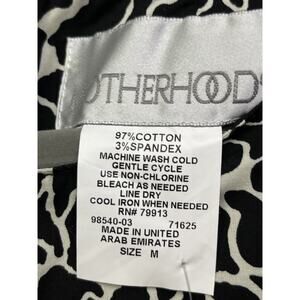 OTHERHOOD
97%COTTON
3%SPANDEX
MACHINE WASH COLD
GENTLE CYCLE
USE NON-CHLORINE
BLEACH AS NEEDED
LINE DRY
COOL IRON WHEN NEEDED
RN# 79913
98540-03 71625
MADE IN UNITED
ARAB EMIRATES
SIZE M